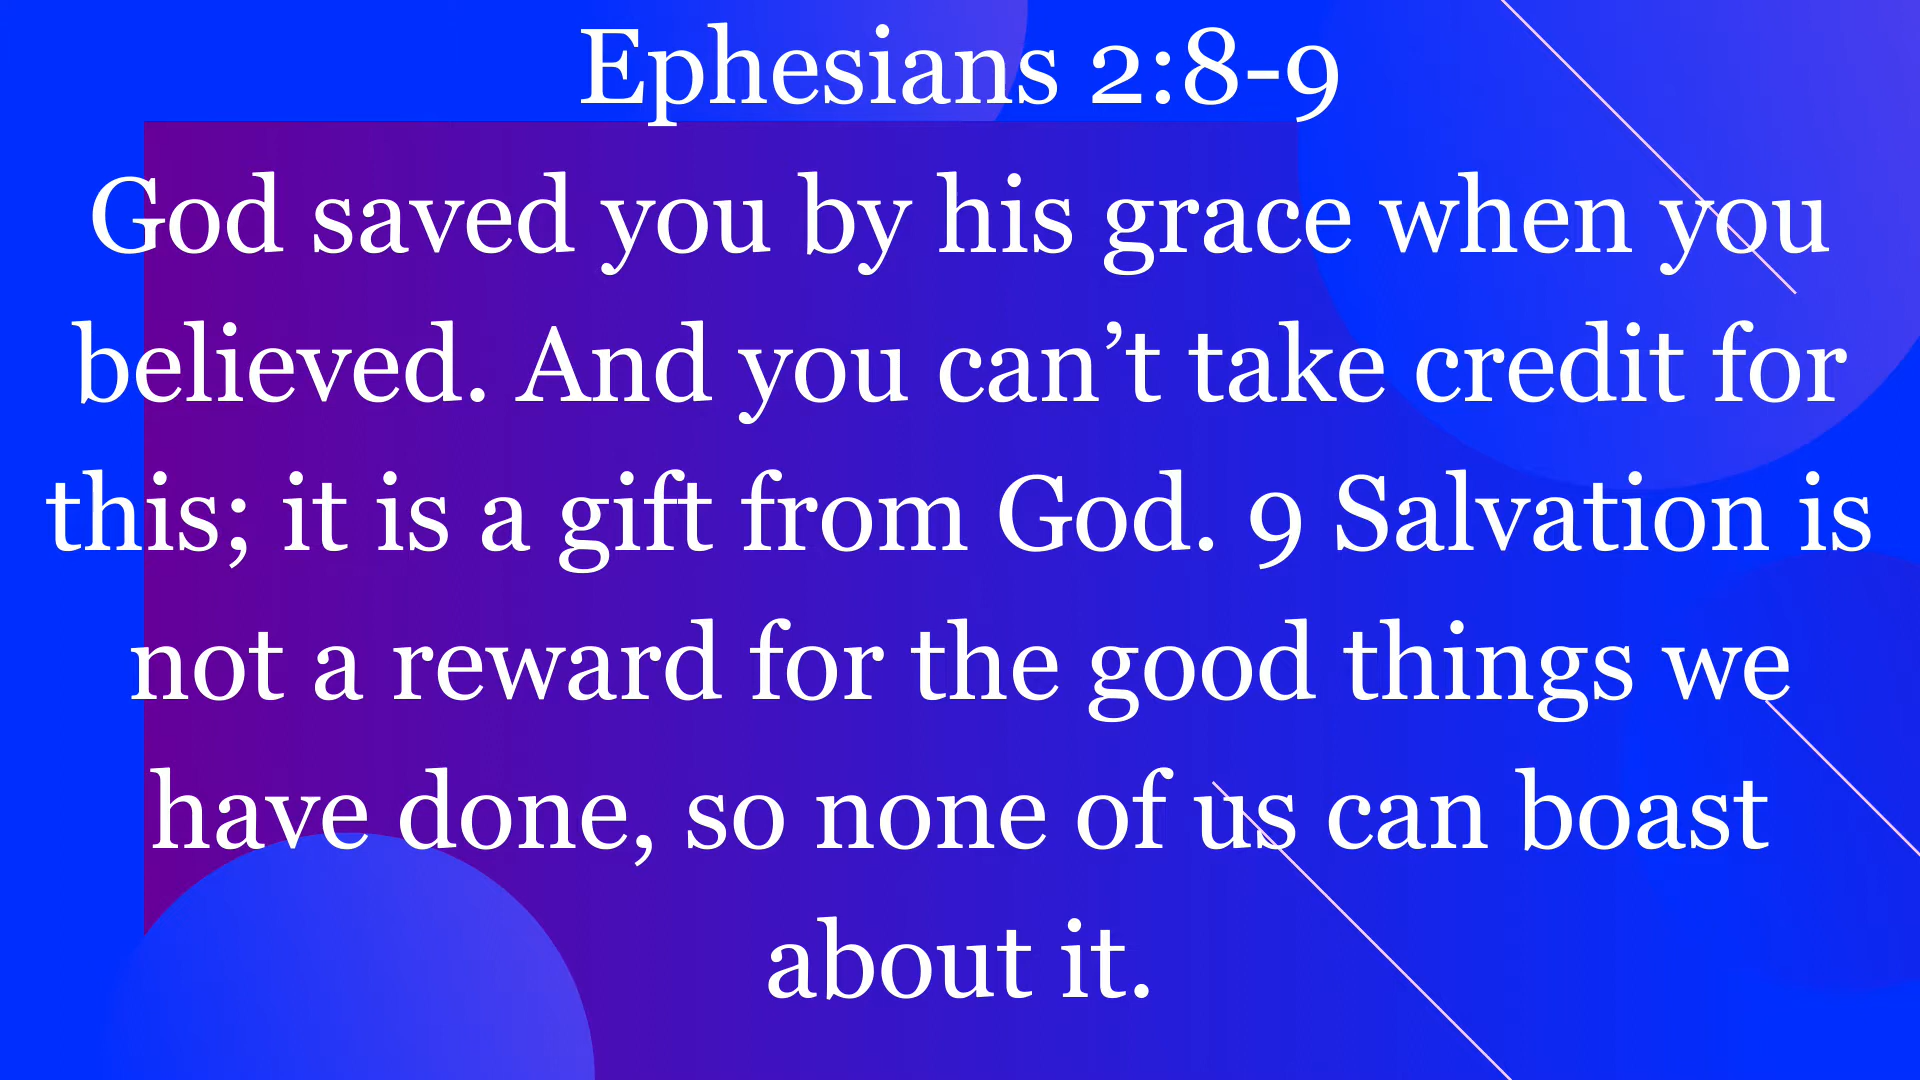 Ephesians 2:8-9
God saved you by his grace when you
believed. And you can’t take credit for
this; it is a gift from God. 9 Salvation is
not a reward for the good things we
have done, so none of us can boast
about it.